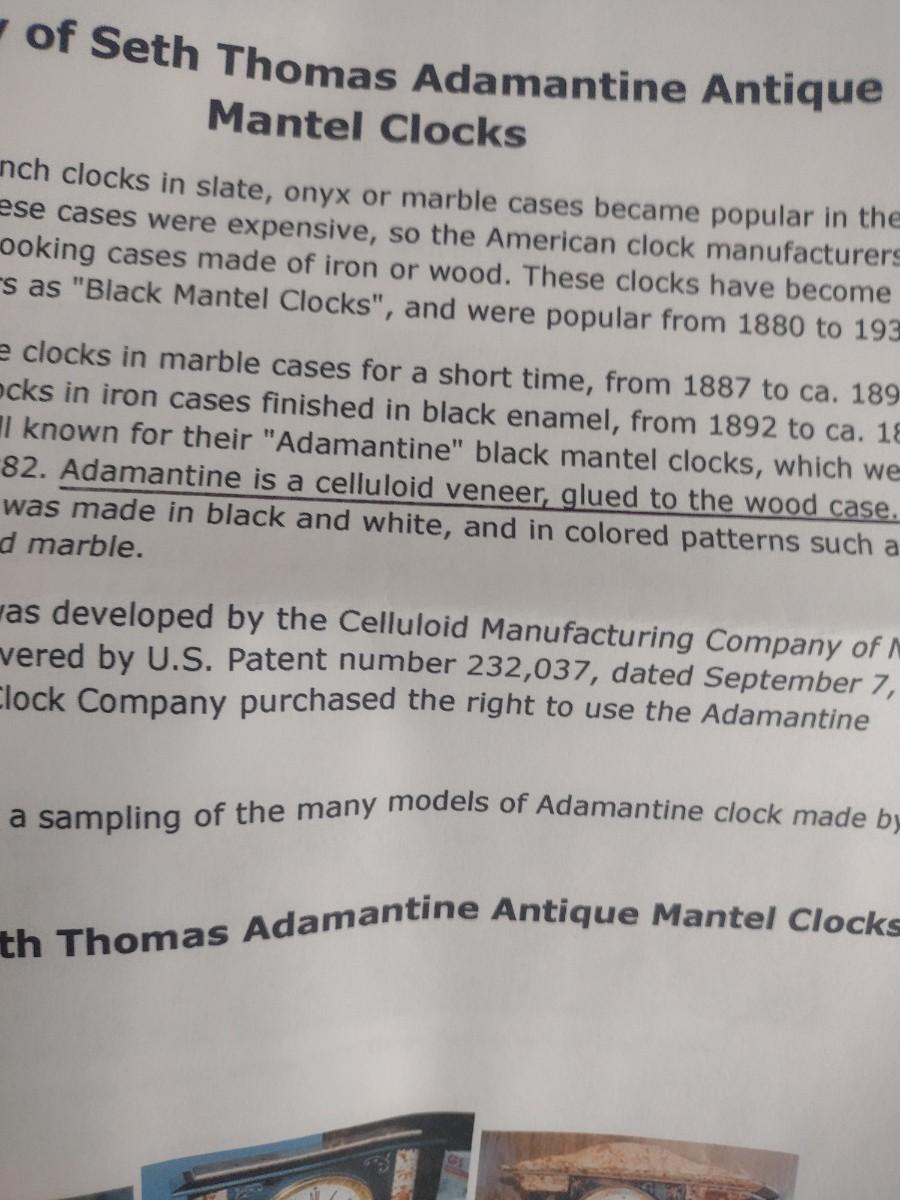 of Seth Thomas Adamantine Antique
Mantel Clocks
nch clocks in slate, onyx or marble cases became popular in the
ese cases were expensive, so the American clock manufacturers
ooking cases made of iron or wood. These clocks have become
rs as "Black Mantel Clocks", and were popular from 1880 to 193
e clocks in marble cases for a short time, from 1887 to ca. 189
ocks in iron cases finished in black enamel, from 1892 to ca. 18
ll known for their "Adamantine" black mantel clocks, which we
82. Adamantine is a celluloid veneer, glued to the wood case.
was made in black and white, and in colored patterns such a
d marble.
was developed by the Celluloid Manufacturing Company of N
vered by U.S. Patent number 232,037, dated September 7,
Clock Company purchased the right to use the Adamantine
a sampling of the many models of Adamantine clock made by
th Thomas Adamantine Antique Mantel Clocks